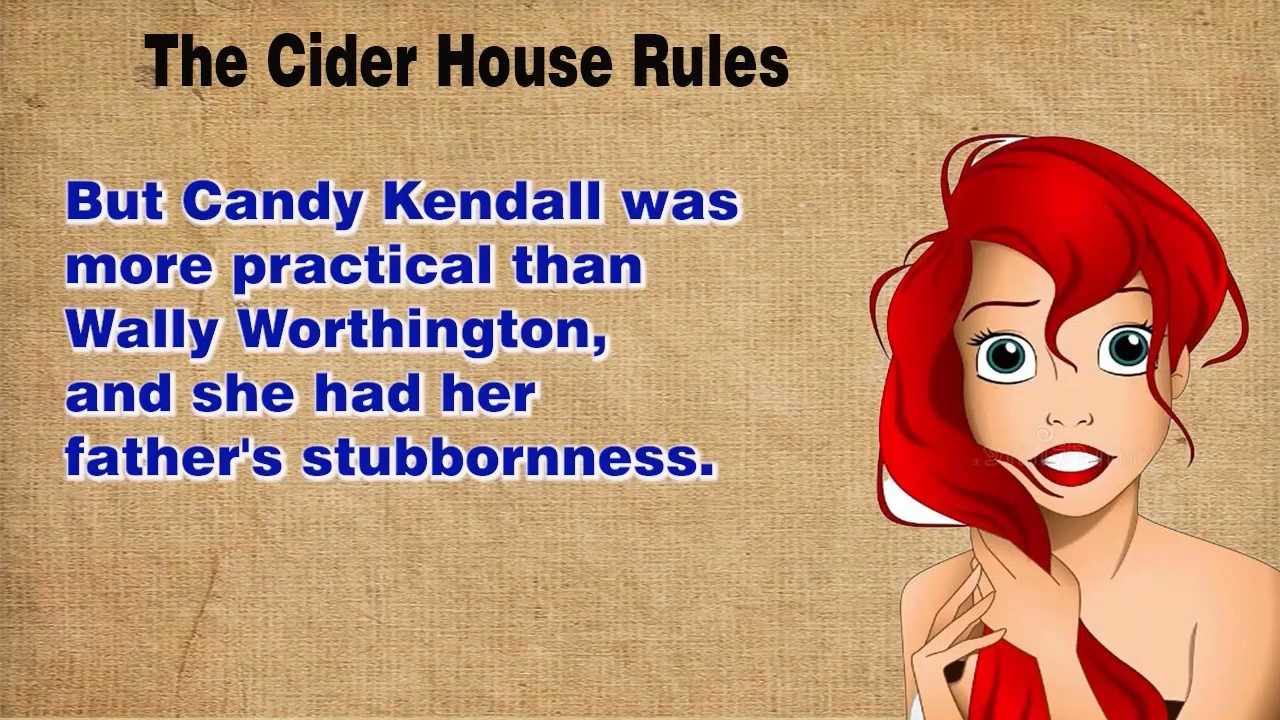 The Cider House Rules
But Candy Kendall was
more practical than
Wally Worthington,
and she had her
father's stubbornness.